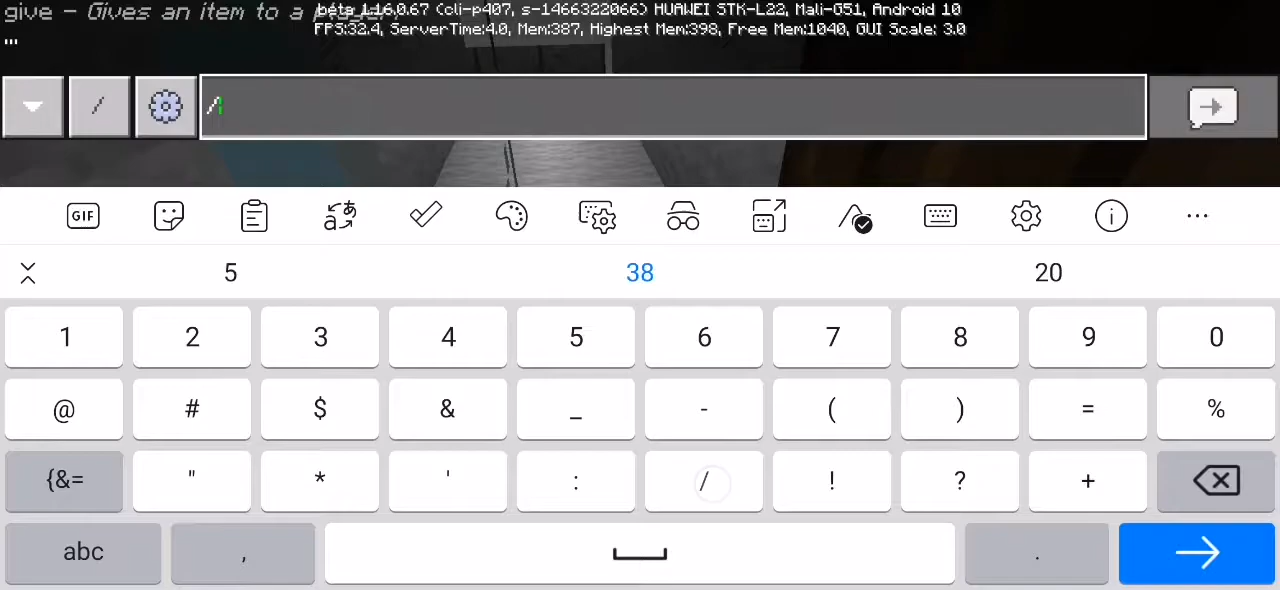 give – Gives an item to a player.
...
beta 1.16.0.67 (cli-p407, s-1466322066) HUAWEI STK-L22, Mali-G51, Android 10
FPS:32.4, ServerTime:4.0, Mem:387, Highest Mem:398, Free Mem:1040, GUI Scale: 3.0
/
/
GIF
5 38 20
1 2 3 4 5 6 7 8 9 0
@ # $ & _ - ( ) = %
{&= " * ' : / ! ? +
abc , .